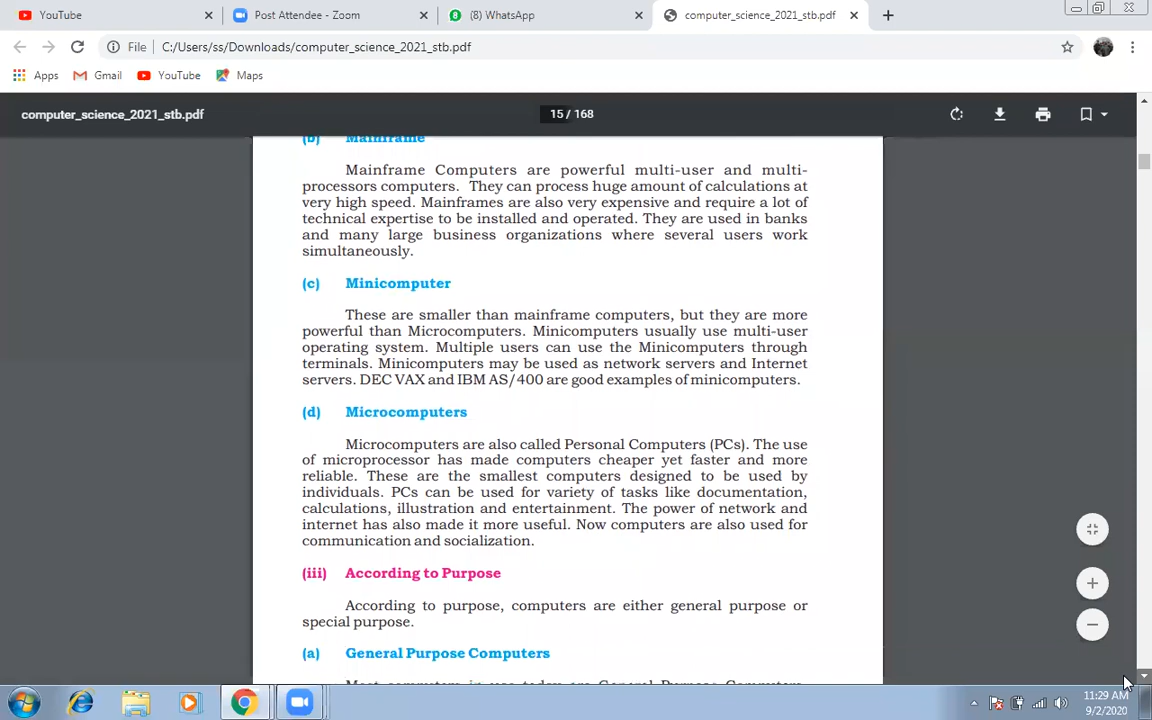 YouTube
Post Attendee - Zoom
(8) WhatsApp
computer_science_2021_stb.pdf
File
C:/Users/ss/Downloads/computer_science_2021_stb.pdf
Apps
Gmail
YouTube
Maps
computer_science_2021_stb.pdf
15 / 168
(b) Mainframe
Mainframe Computers are powerful multi-user and multi-
processors computers. They can process huge amount of calculations at
very high speed. Mainframes are also very expensive and require a lot of
technical expertise to be installed and operated. They are used in banks
and many large business organizations where several users work
simultaneously.
(c) Minicomputer
These are smaller than mainframe computers, but they are more
powerful than Microcomputers. Minicomputers usually use multi-user
operating system. Multiple users can use the Minicomputers through
terminals. Minicomputers may be used as network servers and Internet
servers. DEC VAX and IBM AS/400 are good examples of minicomputers.
(d) Microcomputers
Microcomputers are also called Personal Computers (PCs). The use
of microprocessor has made computers cheaper yet faster and more
reliable. These are the smallest computers designed to be used by
individuals. PCs can be used for variety of tasks like documentation,
calculations, illustration and entertainment. The power of network and
internet has also made it more useful. Now computers are also used for
communication and socialization.
(iii) According to Purpose
According to purpose, computers are either general purpose or
special purpose.
(a) General Purpose Computers
Most computers in use today are General Purpose Computers
11:29 AM
9/2/2020